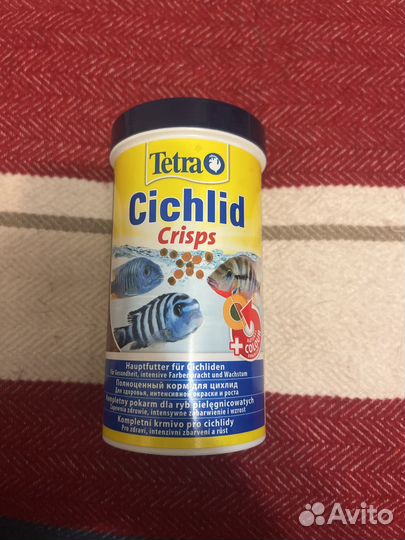 Tetra
Cichlid
Crisps
COLOUR
+
Hauptfutter für Cichliden
Für Gesundheit, intensive Farbenpracht und Wachstum
Полноценный корм для цихлид
Для здоровья, интенсивной окраски и роста
Kompletny pokarm dla ryb pielęgnicowatych
Zapewnia zdrowie, intensywne zabarwienie i wzrost
Kompletní krmivo pro cichlidy
Pro zdraví, intenzivní zbarvení a růst
Avito